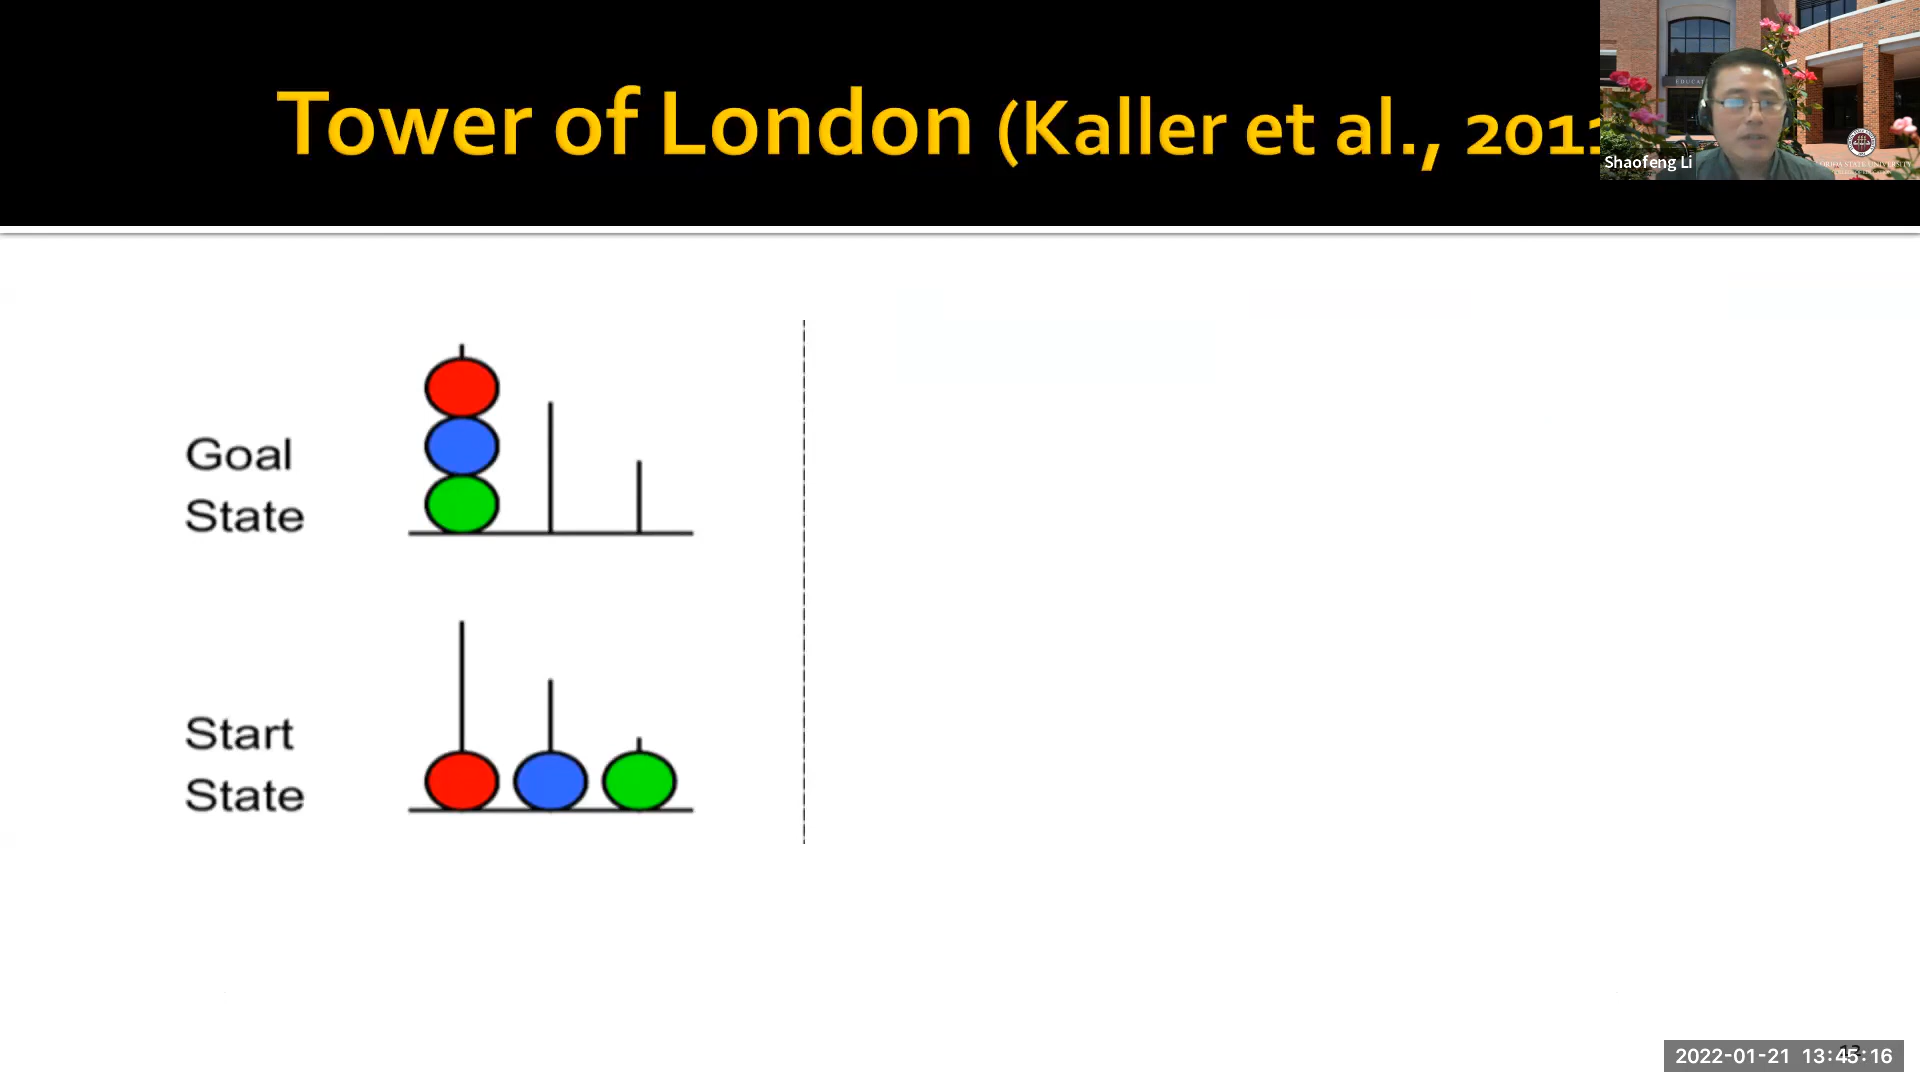 Tower of London (Kaller et al., 2011
Shaofeng Li
Goal
State
Start
State
2022-01-21 13:45:16